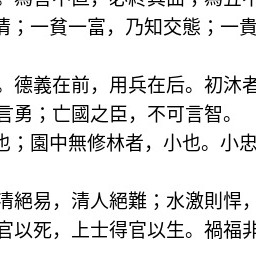 情；一貧一富，乃知交態；一貴
。德義在前，用兵在后。初沐者
言勇；亡國之臣，不可言智。
也；園中無修林者，小也。小忠
清絕易，清人絕難；水激則悍，
官以死，上士得官以生。禍福非